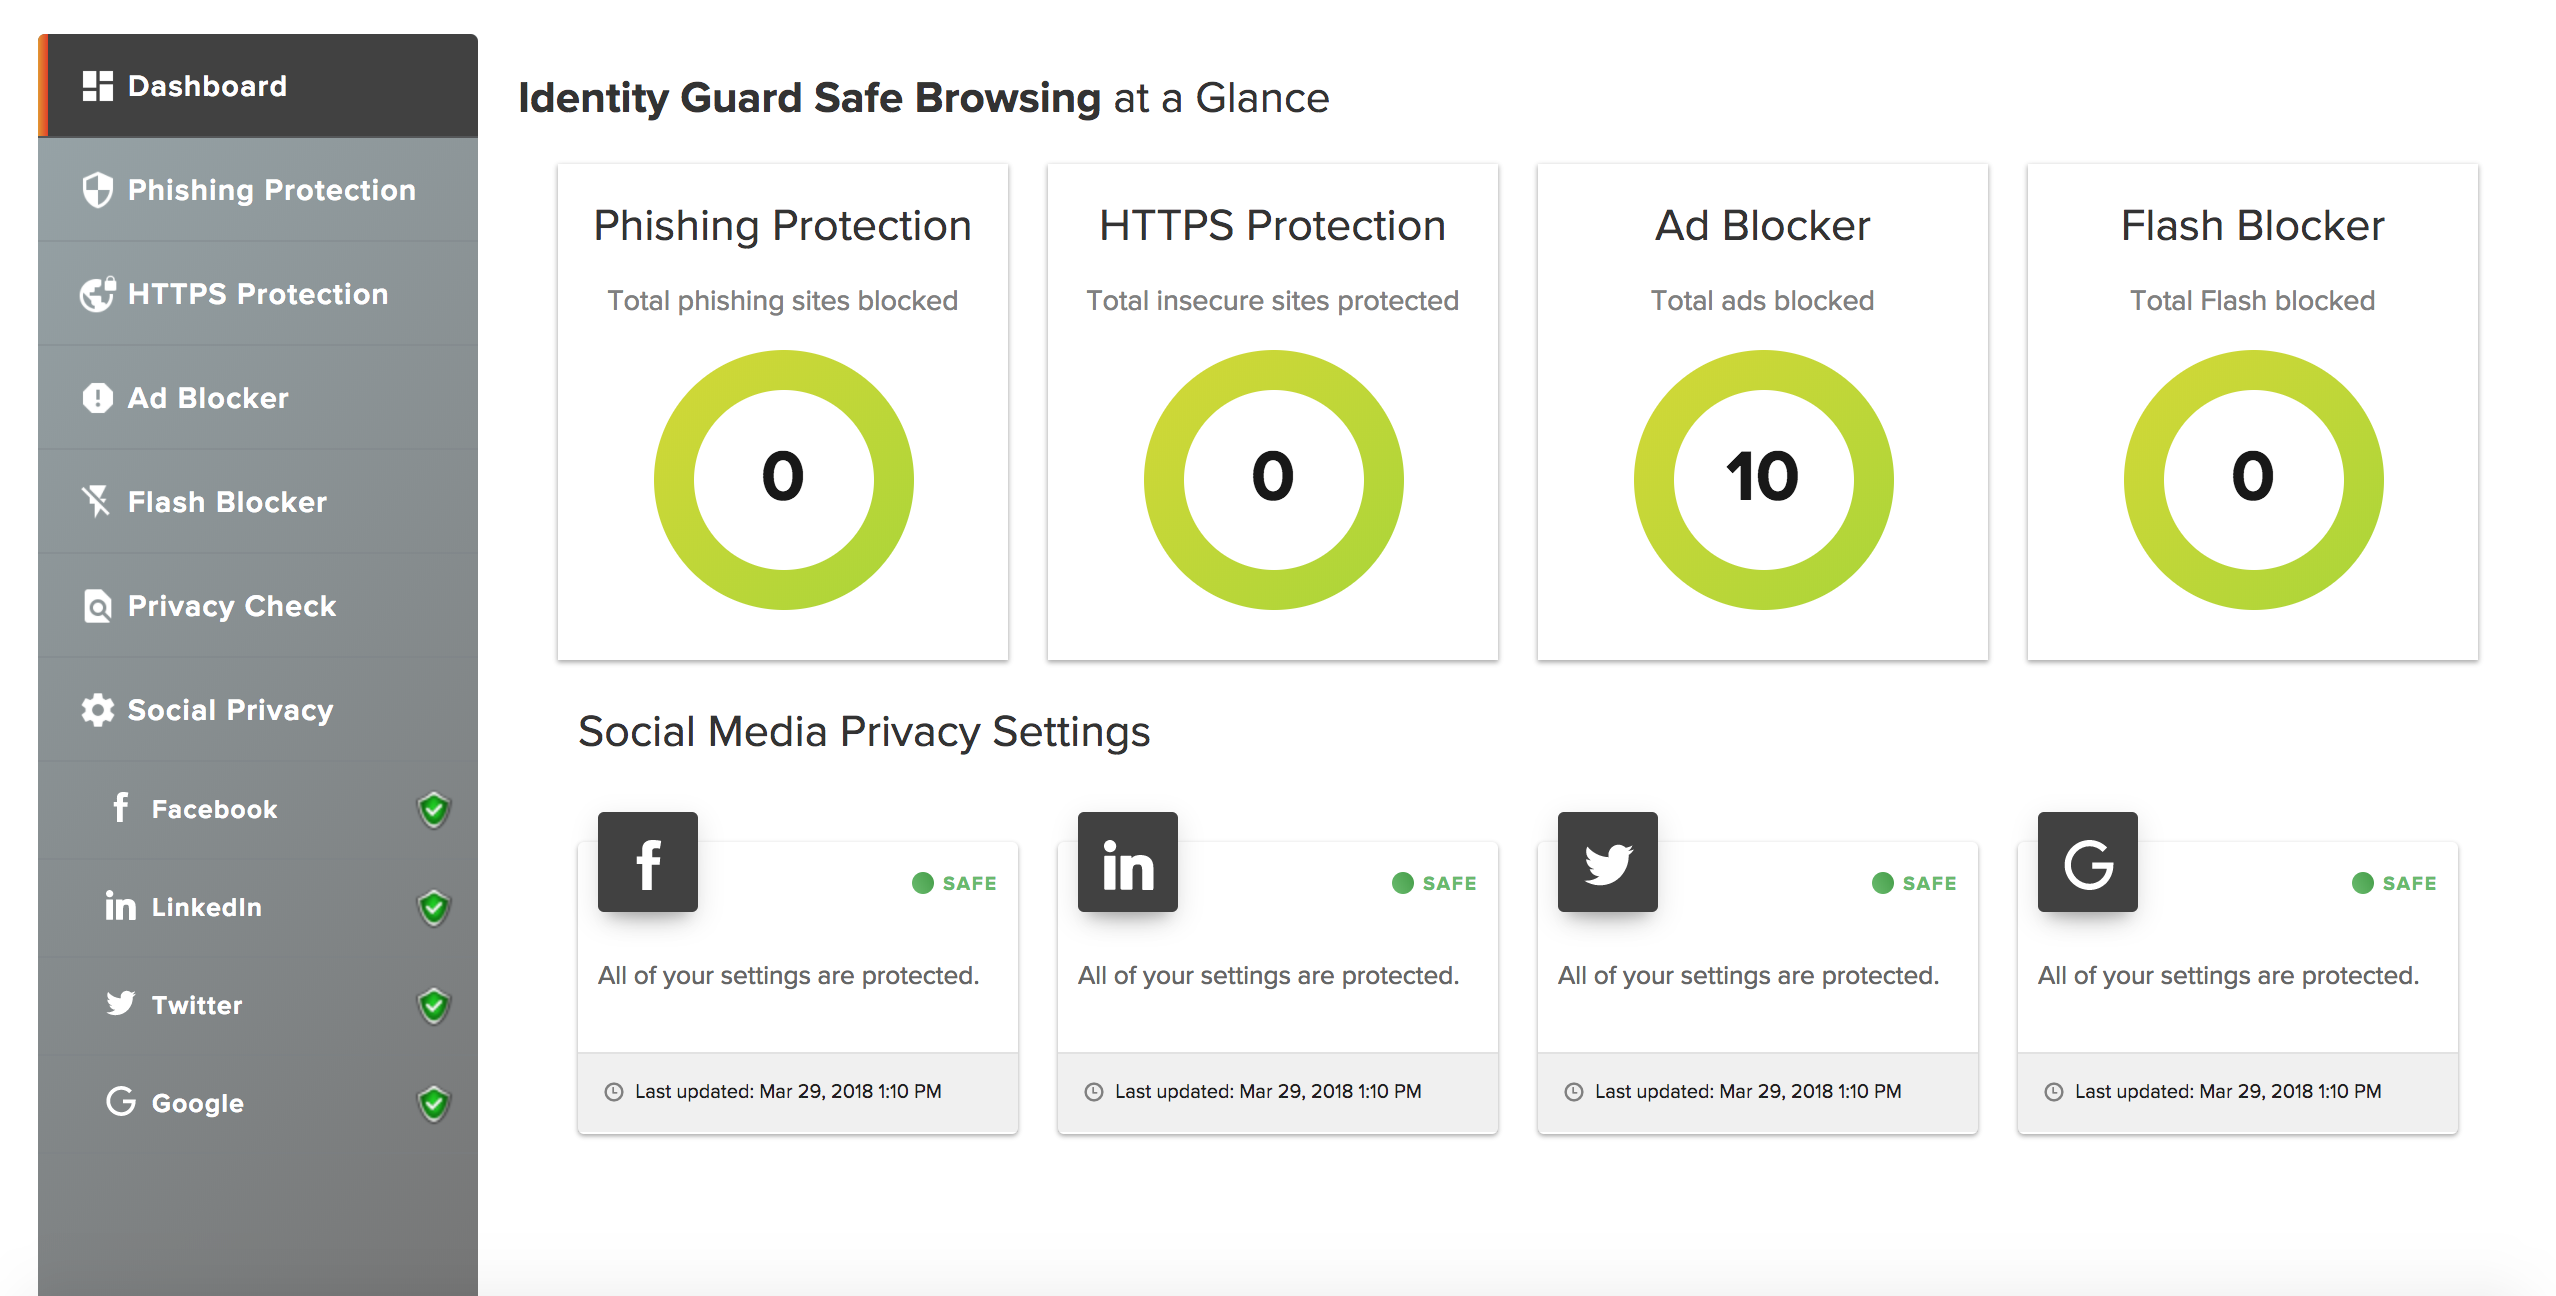 Dashboard
Phishing Protection
HTTPS Protection
Ad Blocker
Flash Blocker
Privacy Check
Social Privacy
Facebook
LinkedIn
Twitter
Google
Identity Guard Safe Browsing at a Glance
Phishing Protection
Total phishing sites blocked
0
HTTPS Protection
Total insecure sites protected
0
Ad Blocker
Total ads blocked
10
Flash Blocker
Total Flash blocked
0
Social Media Privacy Settings
SAFE
All of your settings are protected.
Last updated: Mar 29, 2018 1:10 PM
SAFE
All of your settings are protected.
Last updated: Mar 29, 2018 1:10 PM
SAFE
All of your settings are protected.
Last updated: Mar 29, 2018 1:10 PM
SAFE
All of your settings are protected.
Last updated: Mar 29, 2018 1:10 PM